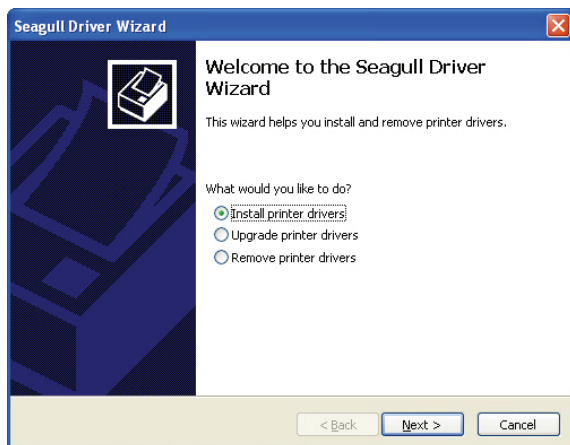 Seagull Driver Wizard
Welcome to the Seagull Driver
Wizard
This wizard helps you install and remove printer drivers.
What would you like to do?
Install printer drivers
Upgrade printer drivers
Remove printer drivers
< Back
Next >
Cancel